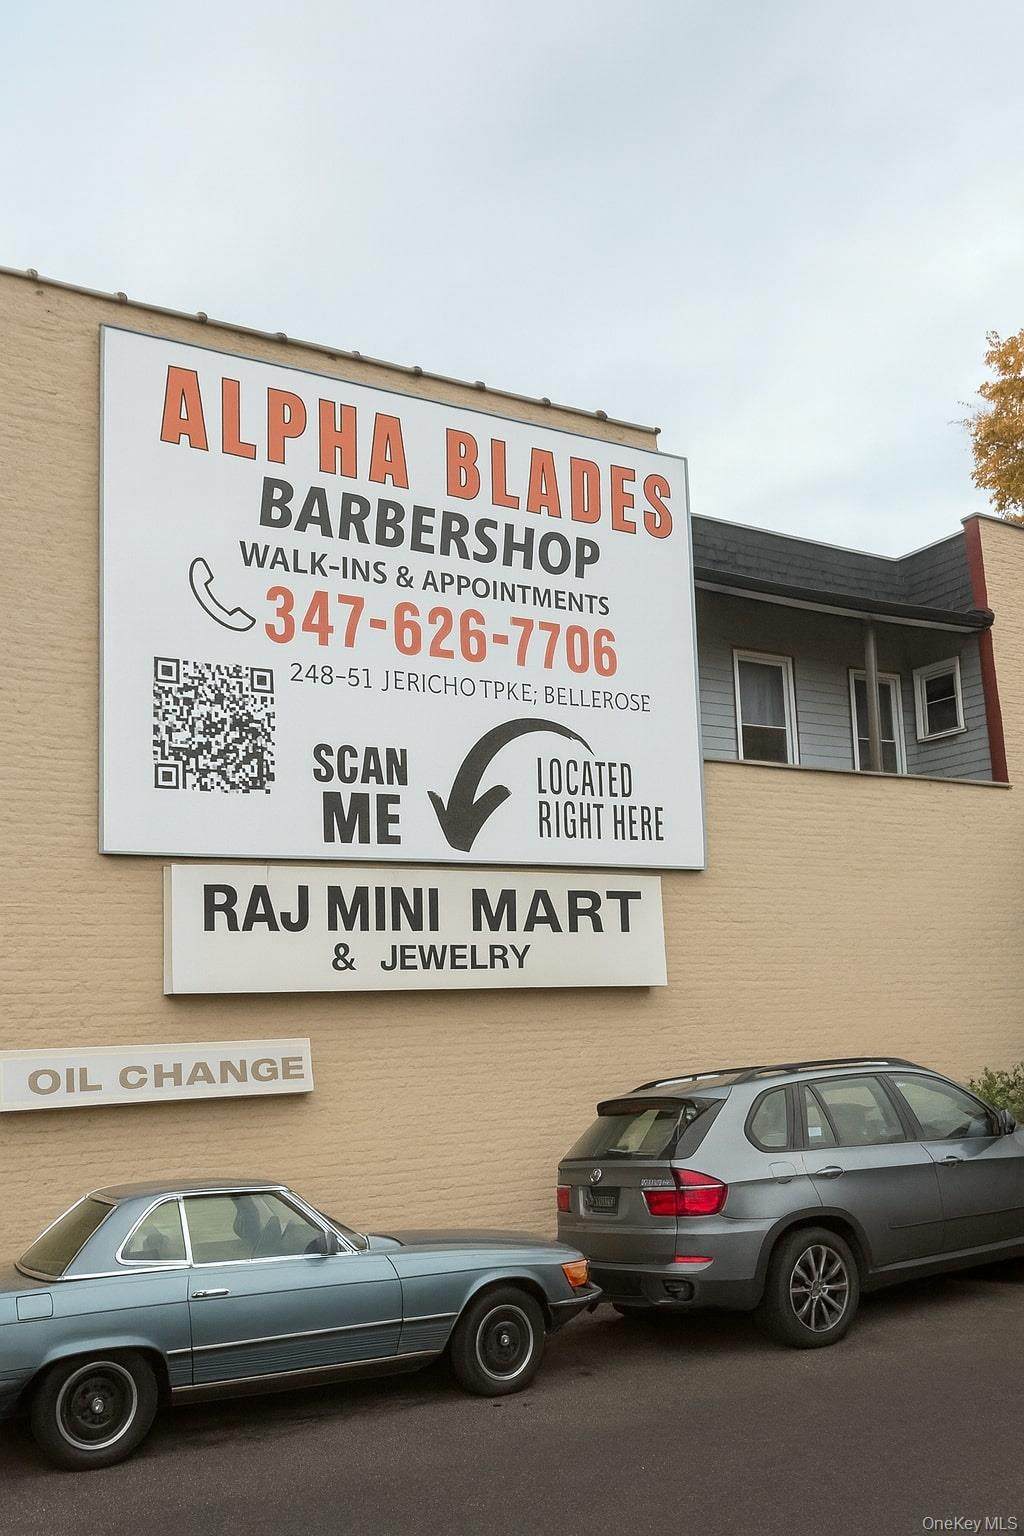 ALPHA BLADES
BARBERSHOP
WALK-INS & APPOINTMENTS
347-626-7706
248-51 JERICHO TPKE; BELLEROSE
SCAN
ME
LOCATED
RIGHT HERE
RAJ MINI MART
& JEWELRY
OIL CHANGE
OneKey MLS